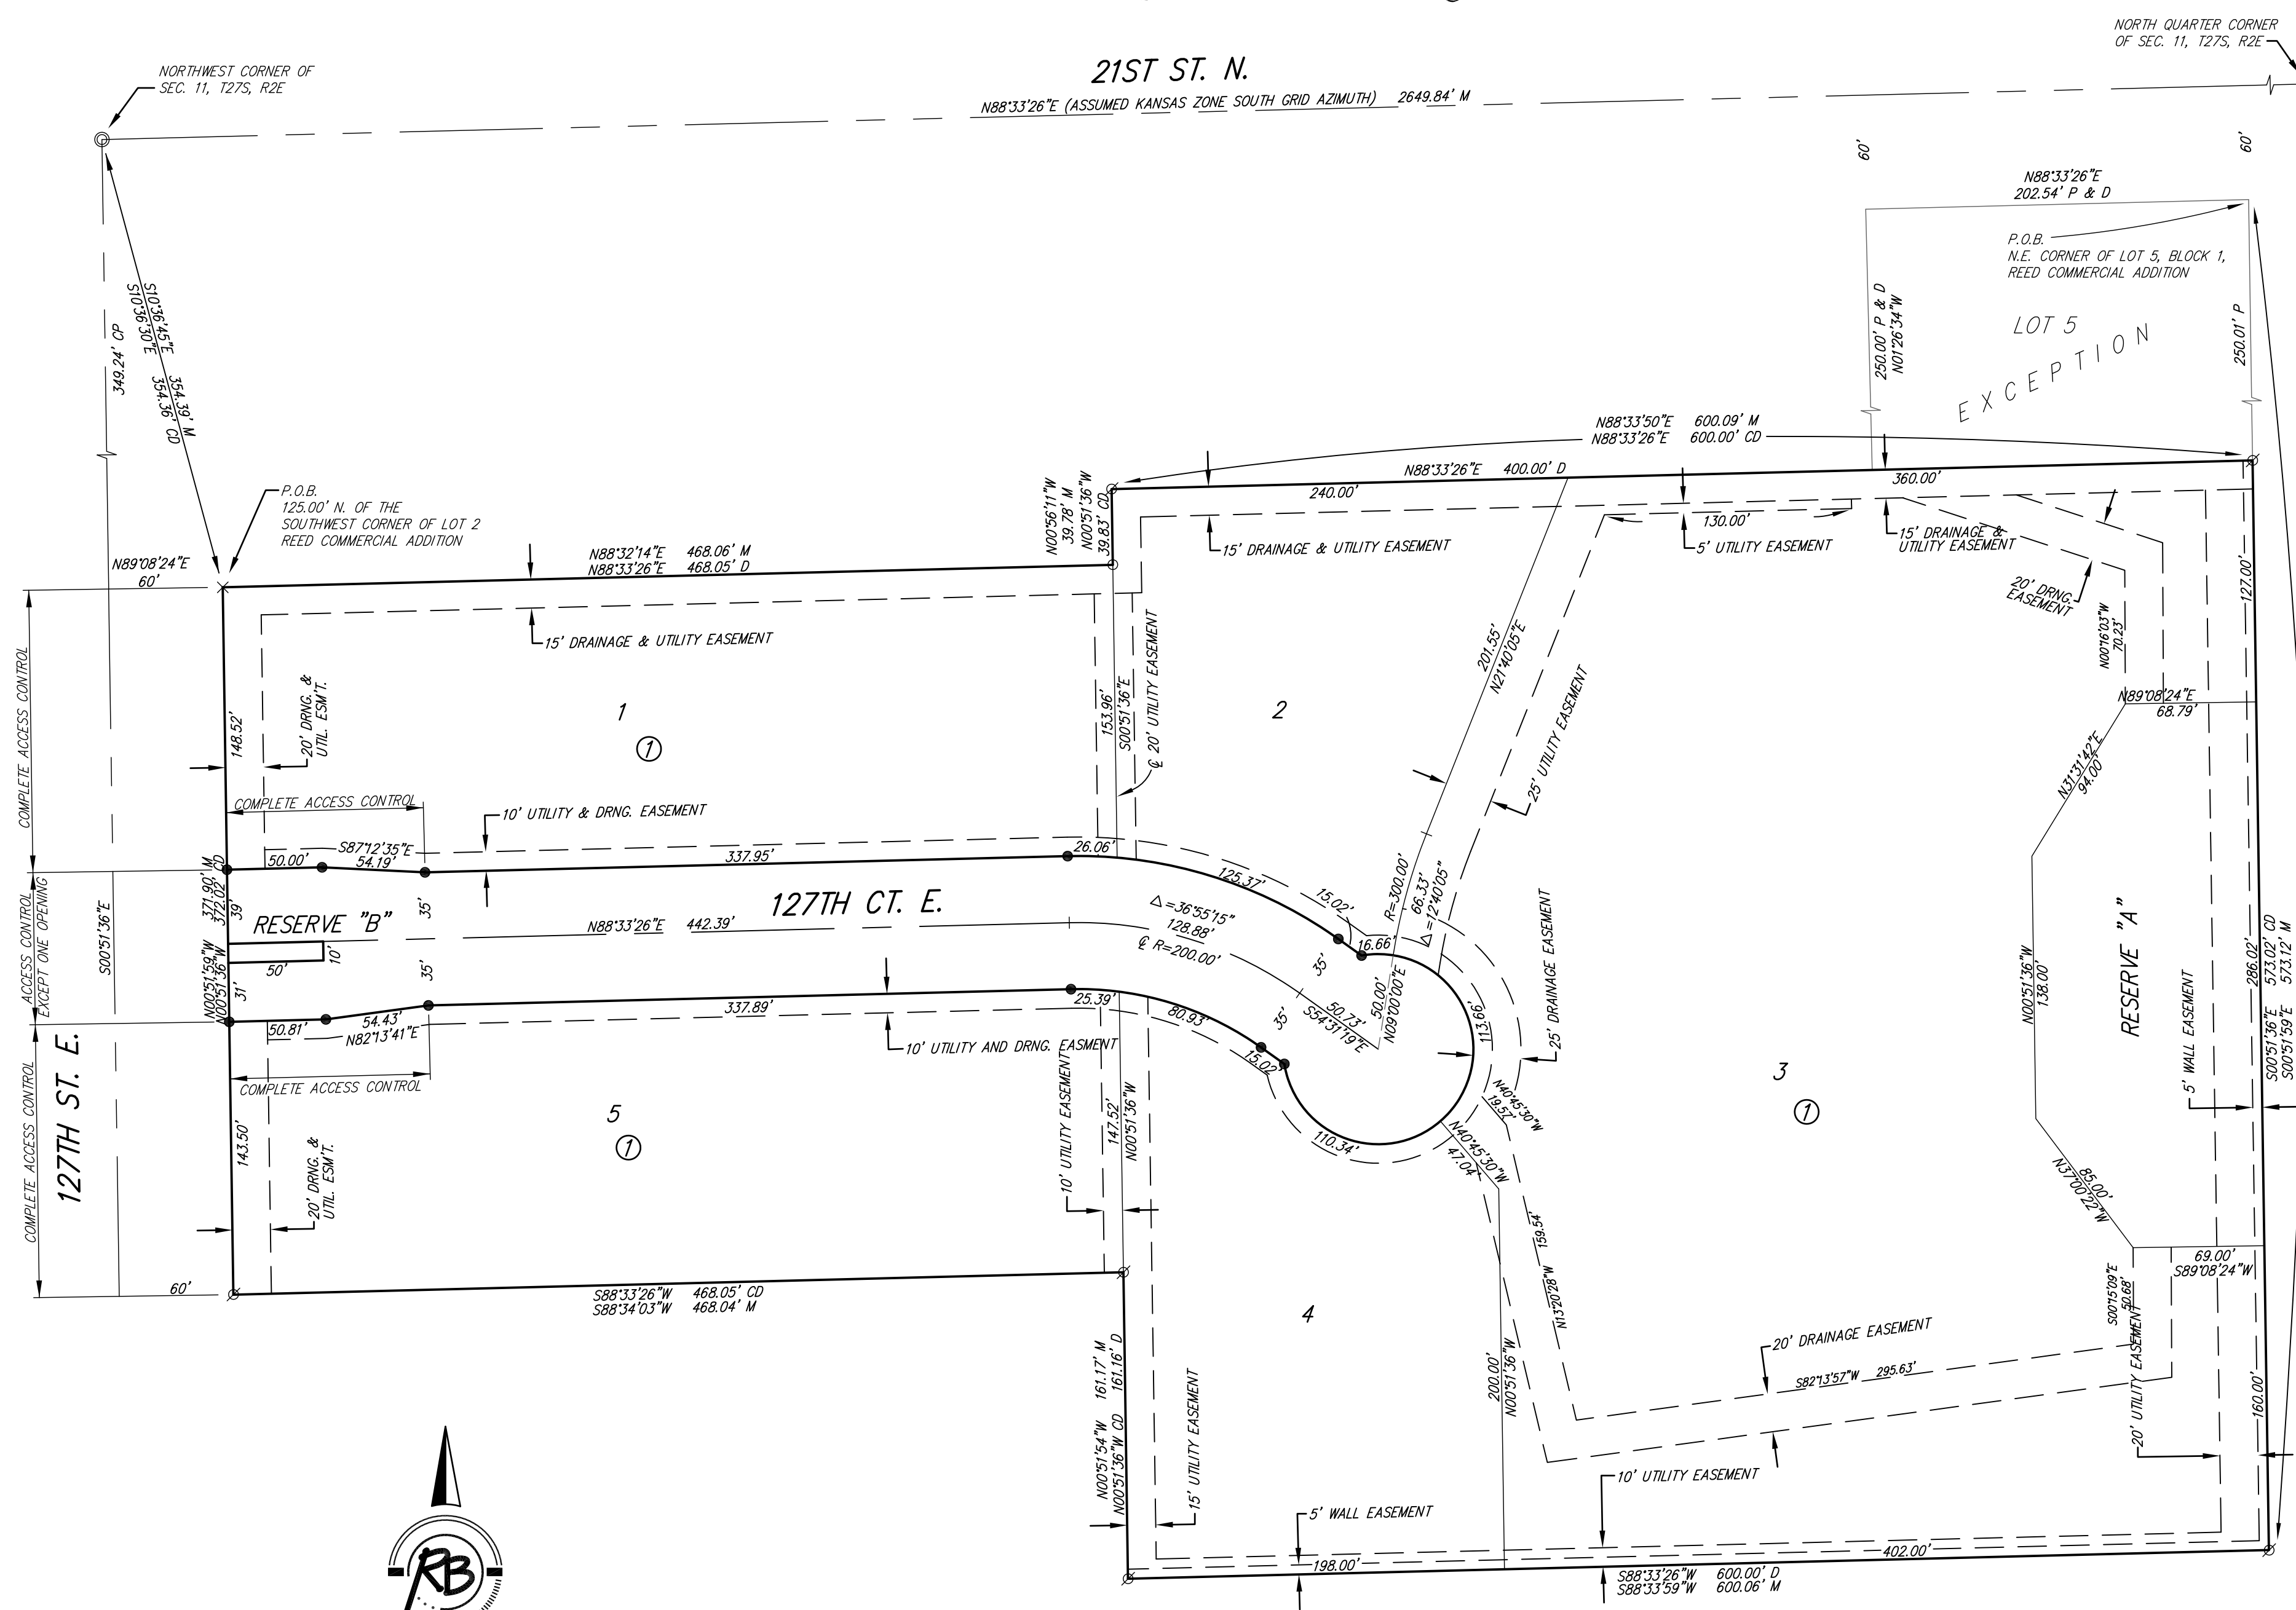 NORTH QUARTER CORNER
OF SEC. 11, T27S, R2E
NORTHWEST CORNER OF
SEC. 11, T27S, R2E
21ST ST. N.
N88°33'26"E (ASSUMED KANSAS ZONE SOUTH GRID AZIMUTH) 2649.84' M
60'
60'
N88°33'26"E
202.54' P & D
P.O.B.
N.E. CORNER OF LOT 5, BLOCK 1,
REED COMMERCIAL ADDITION
250.00' P & D
N01°26'34"W
LOT 5
EXCEPTION
250.01' P
349.24' CP
S10°36'45"E 354.39' M
S10°36'30"E 354.36' CD
N88°33'50"E 600.09' M
N88°33'26"E 600.00' CD
N88°33'26"E 400.00' D
240.00'
360.00'
P.O.B.
125.00' N. OF THE
SOUTHWEST CORNER OF LOT 2
REED COMMERCIAL ADDITION
N00°56'11"W
39.78' M
N00°51'36"W
39.83' CD
130.00'
15' DRAINAGE & UTILITY EASEMENT
5' UTILITY EASEMENT
15' DRAINAGE &
UTILITY EASEMENT
N89°08'24"E
60'
N88°32'14"E 468.06' M
N88°33'26"E 468.05' D
20' DRNG.
EASEMENT
127.00'
15' DRAINAGE & UTILITY EASEMENT
N00°16'03"W
70.23'
COMPLETE ACCESS CONTROL
148.52'
20' DRNG. &
UTIL. ESM'T.
1
1
153.96'
S00°51'36"E
℄ 20' UTILITY EASEMENT
2
201.55'
N21°40'05"E
25' UTILITY EASEMENT
N89°08'24"E
68.79'
N31°31'42"E
94.00'
COMPLETE ACCESS CONTROL
10' UTILITY & DRNG. EASEMENT
50.00'
S87°12'35"E
54.19'
337.95'
26.06'
125.37'
15.02'
16.66'
R=300.00'
66.33'
△=12°40'05"
371.90' M
372.02' CD
39'
ACCESS CONTROL
EXCEPT ONE OPENING
S00°51'36"E
N00°51'59"W
N00°51'36"W
RESERVE "B"
35'
127TH CT. E.
N88°33'26"E 442.39'
△=36°55'15"
128.88'
℄ R=200.00'
35'
50.00'
N09°00'00"E
50.73'
S54°31'19"E
113.66'
25' DRAINAGE EASEMENT
N00°51'36"W
138.00'
RESERVE "A"
286.02'
S00°51'36"E 573.02' CD
S00°51'59"E 573.12' M
5' WALL EASEMENT
50'
10'
31'
35'
50.81'
54.43'
N82°13'41"E
337.89'
25.39'
80.93'
35'
15.02'
10' UTILITY AND DRNG. EASMENT
COMPLETE ACCESS CONTROL
127TH ST. E.
COMPLETE ACCESS CONTROL
143.50'
20' DRNG. &
UTIL. ESM'T.
5
1
10' UTILITY EASEMENT
147.52'
N00°51'36"W
110.34'
N40°45'30"W
19.57'
N40°45'30"W
47.04'
3
1
85.00'
N37°00'22"W
69.00'
S89°08'24"W
S00°15'09"E
50.68'
60'
S88°33'26"W 468.05' CD
S88°34'03"W 468.04' M
4
159.54'
N13°20'28"W
200.00'
N00°51'36"W
20' DRAINAGE EASEMENT
S82°13'57"W 295.63'
20' UTILITY EASEMENT
160.00'
161.17' M
161.16' D
N00°51'54"W
N00°51'36"W CD
15' UTILITY EASEMENT
10' UTILITY EASEMENT
5' WALL EASEMENT
198.00'
402.00'
S88°33'26"W 600.00' D
S88°33'59"W 600.06' M
RB